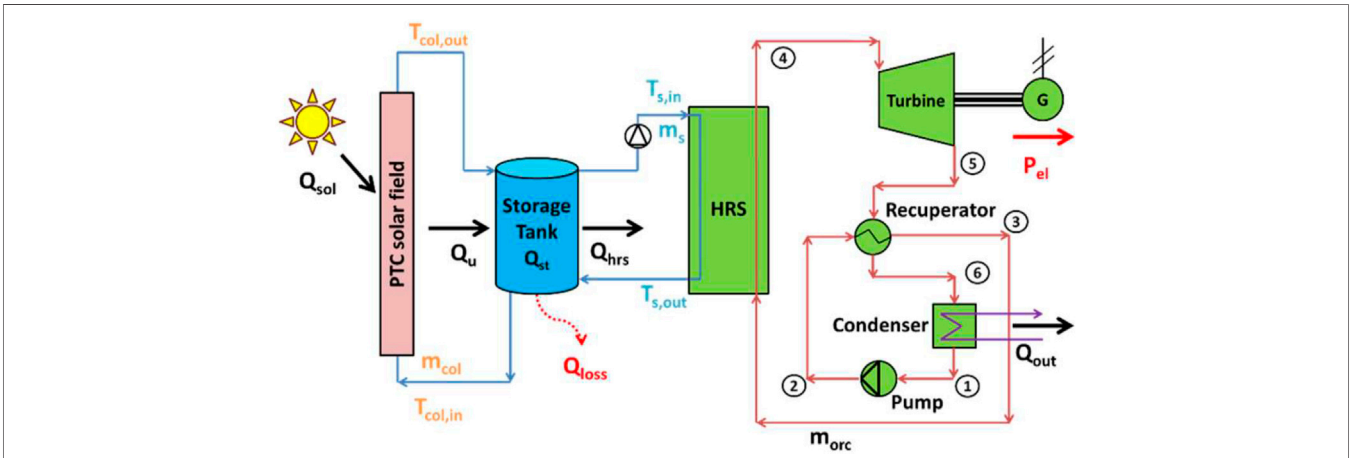 T_col,out
Q_sol
PTC solar field
Q_u
Storage
Tank
Q_st
Q_hrs
Q_loss
m_col
T_col,in
T_s,in
m_s
HRS
T_s,out
4
Turbine
G
P_el
5
Recuperator
3
6
Condenser
Q_out
2
1
Pump
m_orc